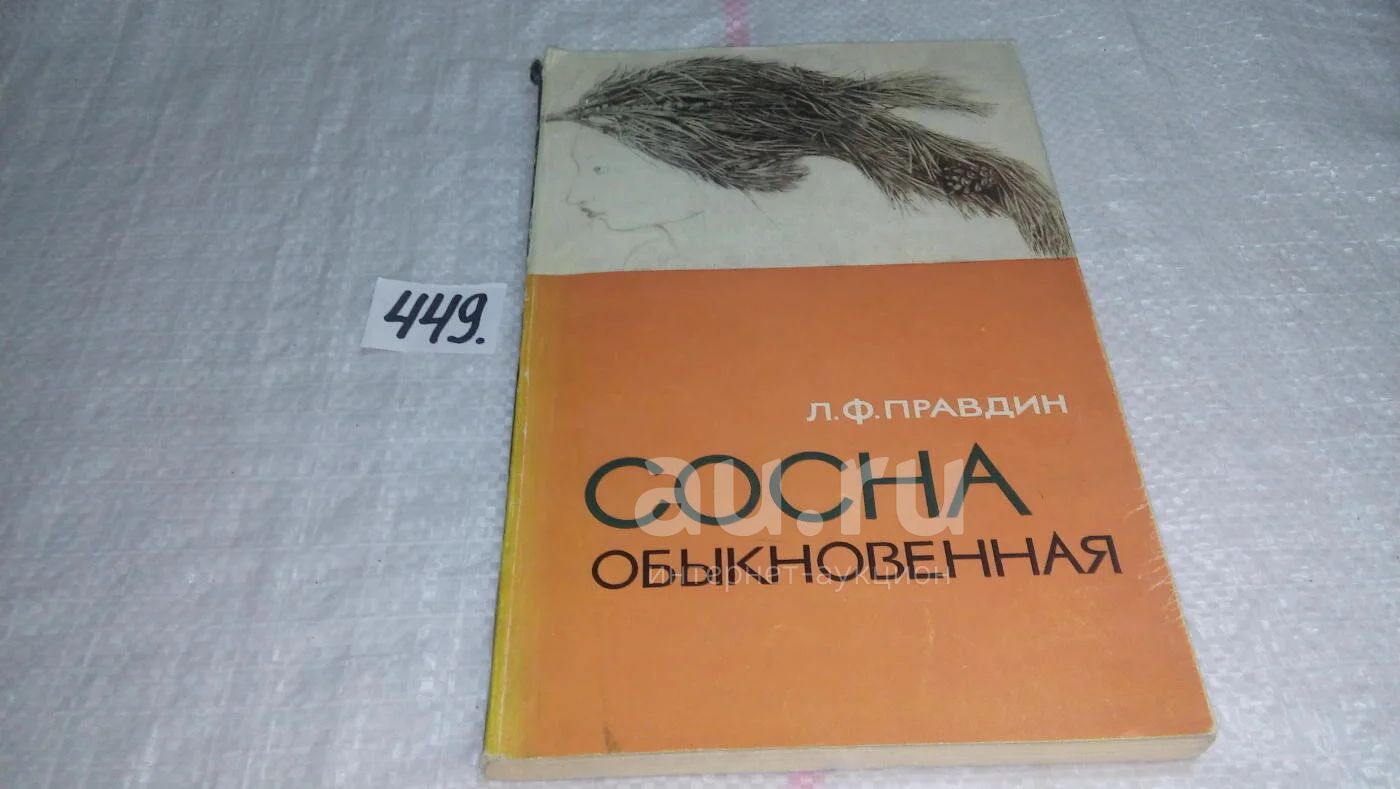 449.
Л.Ф.ПРАВДИН
СОСНА
au.ru
ОБЫКНОВЕННАЯ
интернет-аукцион